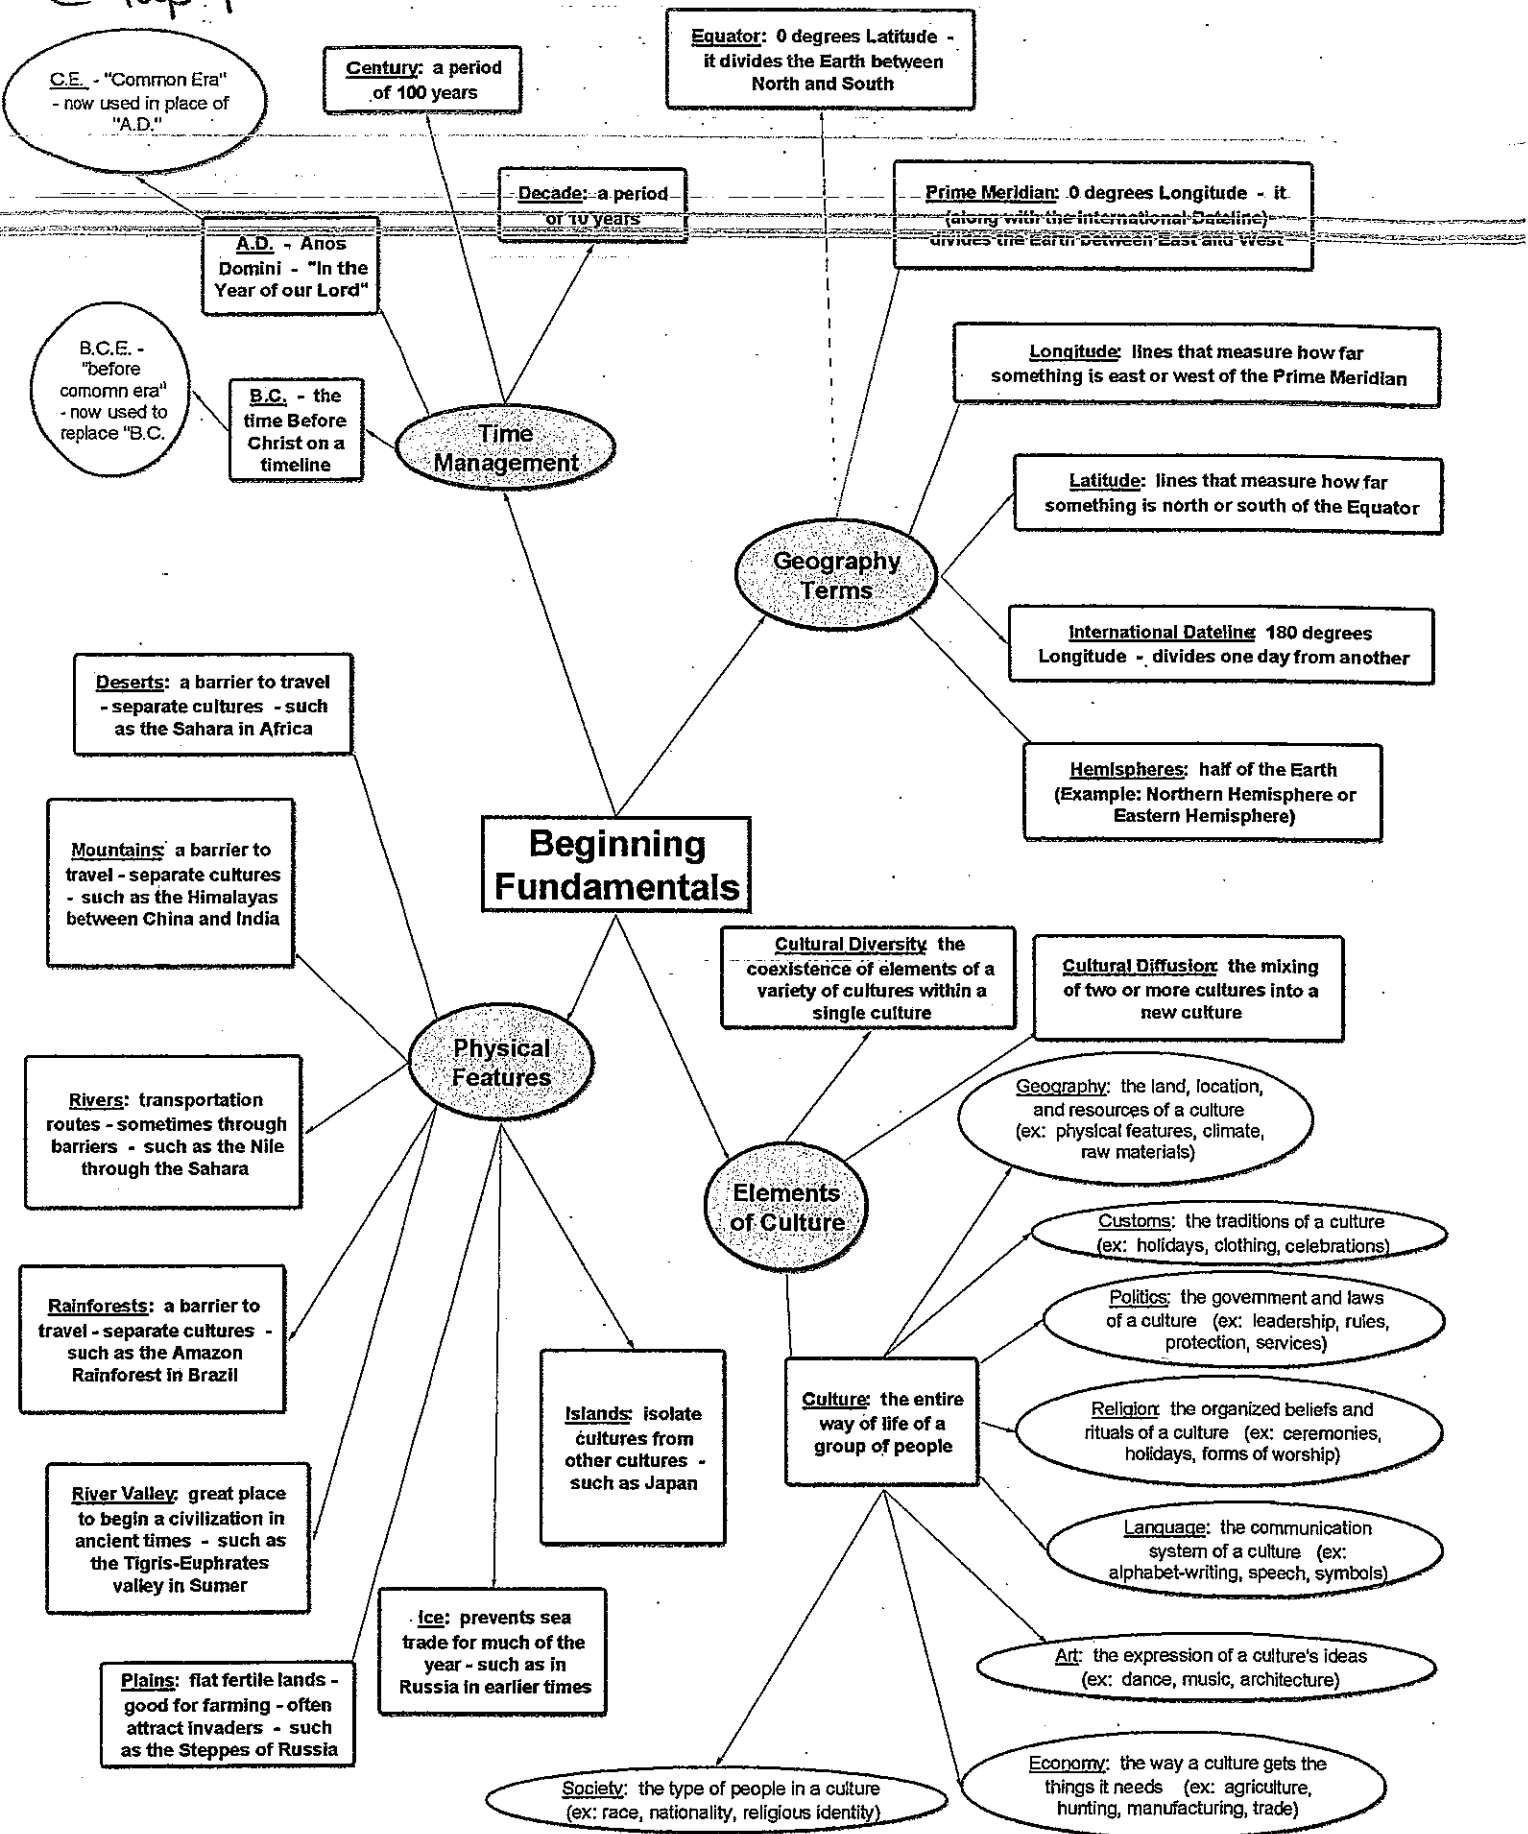 C.E. - "Common Era"
- now used in place of
"A.D."
Century: a period
of 100 years
Equator: 0 degrees Latitude -
it divides the Earth between
North and South
Decade: a period
of 10 years
Prime Meridian: 0 degrees Longitude - it
(along with the International Dateline)
divides the Earth between East and West
A.D. - Anos
Domini - "In the
Year of our Lord"
B.C.E. -
"before
comomn era"
- now used to
replace "B.C.
B.C. - the
time Before
Christ on a
timeline
Time
Management
Longitude: lines that measure how far
something is east or west of the Prime Meridian
Latitude: lines that measure how far
something is north or south of the Equator
Geography
Terms
International Dateline 180 degrees
Longitude - divides one day from another
Hemispheres: half of the Earth
(Example: Northern Hemisphere or
Eastern Hemisphere)
Deserts: a barrier to travel
- separate cultures - such
as the Sahara in Africa
Mountains: a barrier to
travel - separate cultures
- such as the Himalayas
between China and India
Beginning
Fundamentals
Cultural Diversity the
coexistence of elements of a
variety of cultures within a
single culture
Cultural Diffusion: the mixing
of two or more cultures into a
new culture
Physical
Features
Rivers: transportation
routes - sometimes through
barriers - such as the Nile
through the Sahara
Geography: the land, location,
and resources of a culture
(ex: physical features, climate,
raw materials)
Elements
of Culture
Customs: the traditions of a culture
(ex: holidays, clothing, celebrations)
Rainforests: a barrier to
travel - separate cultures -
such as the Amazon
Rainforest in Brazil
Politics: the government and laws
of a culture (ex: leadership, rules,
protection, services)
Islands: isolate
cultures from
other cultures -
such as Japan
Culture: the entire
way of life of a
group of people
Religion: the organized beliefs and
rituals of a culture (ex: ceremonies,
holidays, forms of worship)
River Valley: great place
to begin a civilization in
ancient times - such as
the Tigris-Euphrates
valley in Sumer
Language: the communication
system of a culture (ex:
alphabet-writing, speech, symbols)
Ice: prevents sea
trade for much of the
year - such as in
Russia in earlier times
Art: the expression of a culture's ideas
(ex: dance, music, architecture)
Plains: flat fertile lands -
good for farming - often
attract invaders - such
as the Steppes of Russia
Society: the type of people in a culture
(ex: race, nationality, religious identity)
Economy: the way a culture gets the
things it needs (ex: agriculture,
hunting, manufacturing, trade)